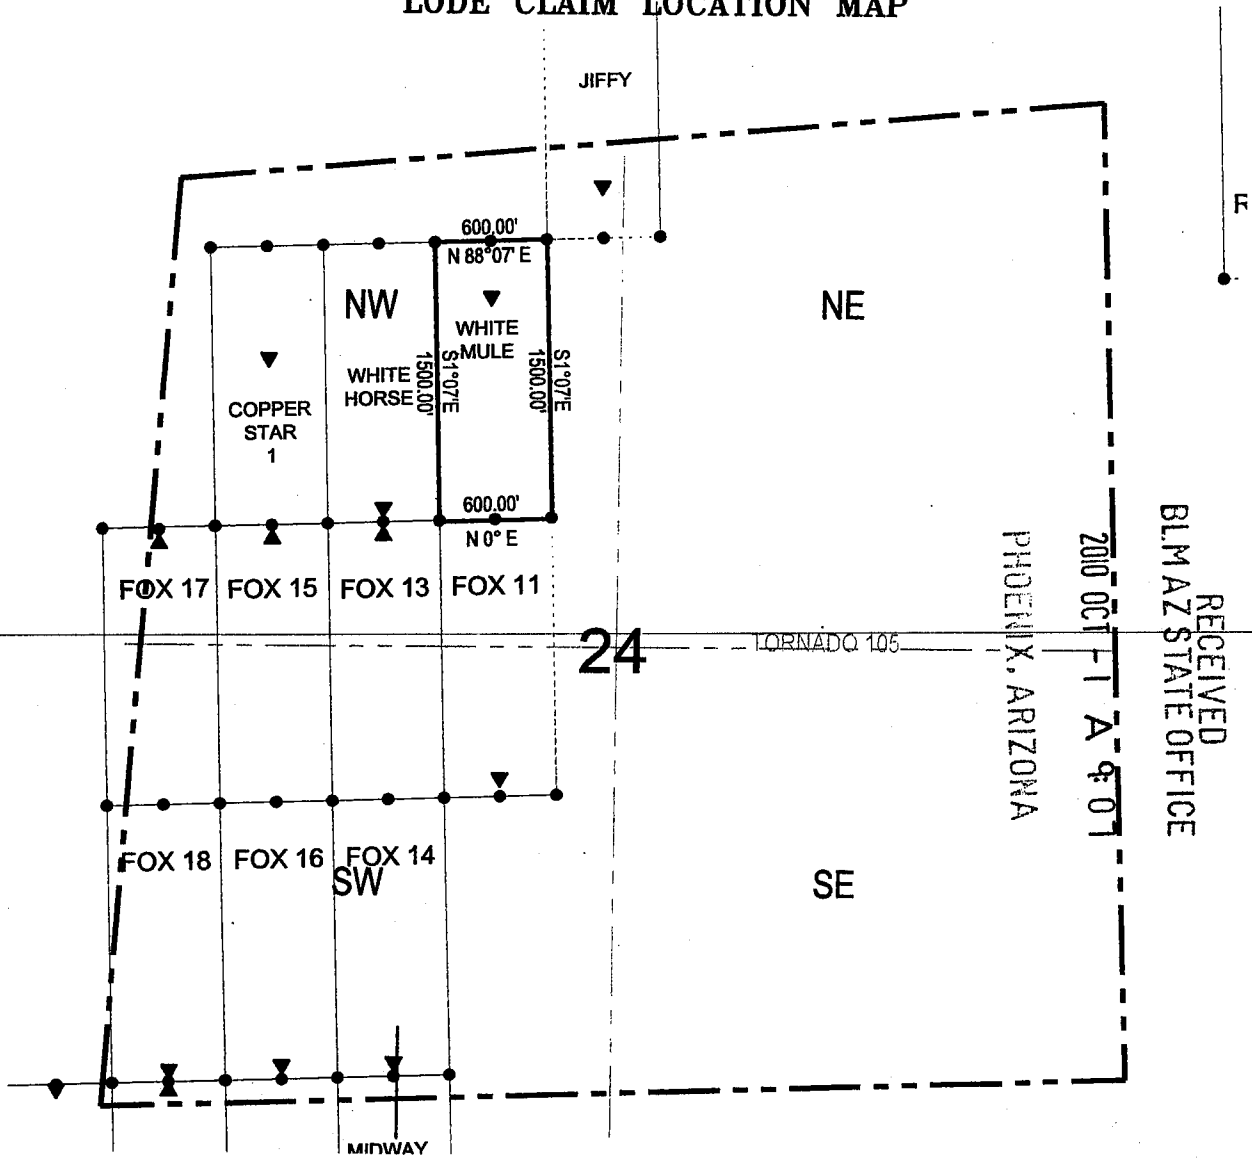 LODE CLAIM LOCATION MAP
JIFFY
600.00'
N 88°07' E
NW
NE
WHITE
MULE
S1°07'E
1500.00'
S1°07'E
1500.00'
WHITE
HORSE
COPPER
STAR
1
600.00'
N 0° E
FOX 17
FOX 15
FOX 13
FOX 11
24
TORNADO 105
FOX 18
FOX 16
FOX 14
SW
SE
MIDWAY
RECEIVED
BLM AZ STATE OFFICE
2010 OCT -1 A 9:01
PHOENIX, ARIZONA